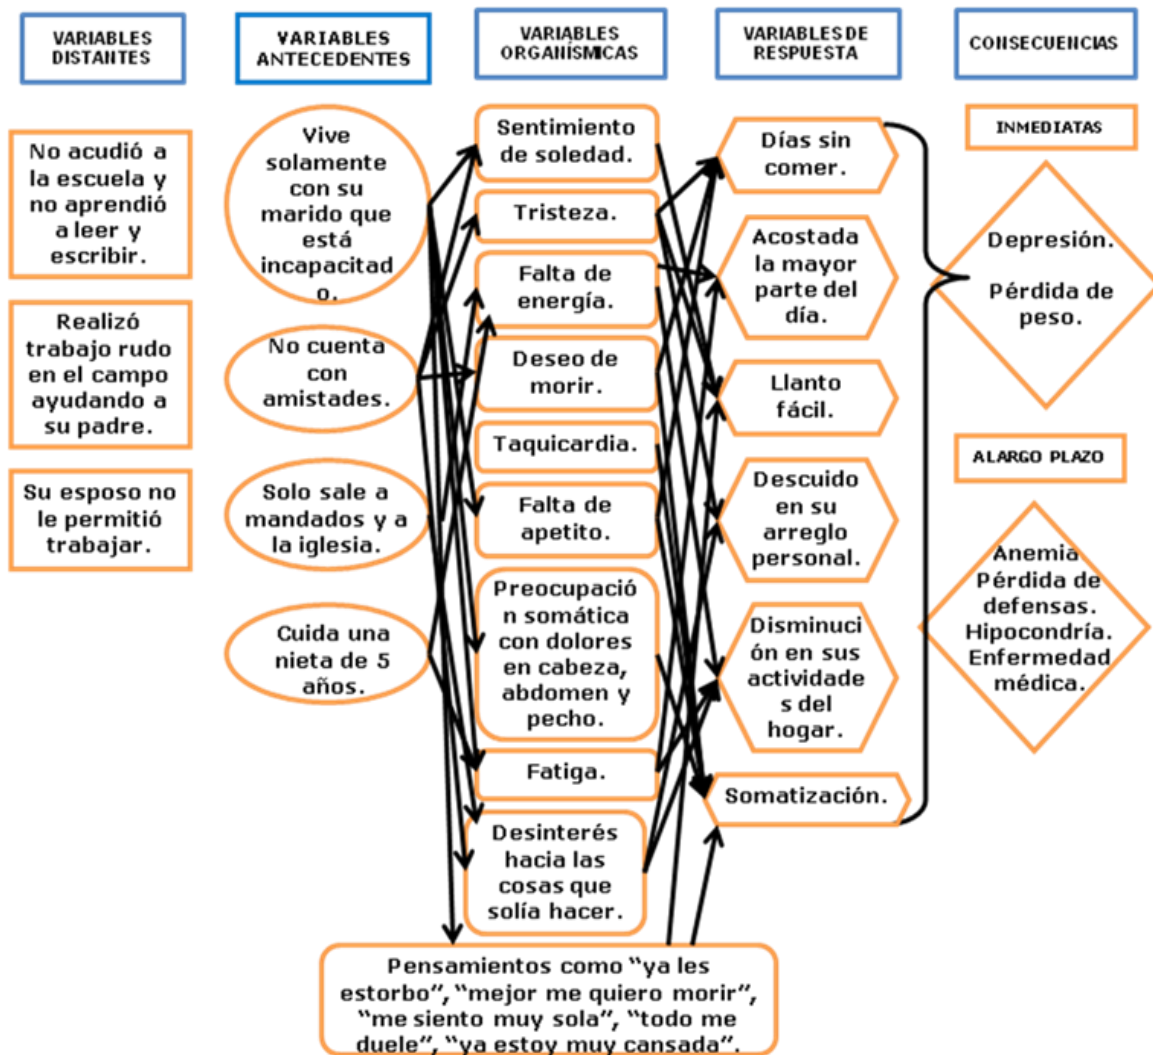 VARIABLES
DISTANTES
VARIABLES
ANTECEDENTES
VARIABLES
ORGANÍSMICAS
VARIABLES DE
RESPUESTA
CONSECUENCIAS
No acudió a
la escuela y
no aprendió
a leer y
escribir.
Realizó
trabajo rudo
en el campo
ayudando a
su padre.
Su esposo no
le permitió
trabajar.
Vive
solamente
con su
marido que
está
incapacitad
o.
No cuenta
con
amistades.
Solo sale a
mandados y a
la iglesia.
Cuida una
nieta de 5
años.
Sentimiento
de soledad.
Tristeza.
Falta de
energía.
Deseo de
morir.
Taquicardia.
Falta de
apetito.
Preocupació
n somática
con dolores
en cabeza,
abdomen y
pecho.
Fatiga.
Desinterés
hacia las
cosas que
solía hacer.
Pensamientos como “ya les
estorbo”, “mejor me quiero morir”,
“me siento muy sola”, “todo me
duele”, “ya estoy muy cansada”.
Días sin
comer.
Acostada
la mayor
parte del
día.
Llanto
fácil.
Descuido
en su
arreglo
personal.
Disminuci
ón en sus
actividade
s del
hogar.
Somatización.
INMEDIATAS
Depresión.
Pérdida de
peso.
A LARGO PLAZO
Anemia
Pérdida de
defensas.
Hipocondría.
Enfermedad
médica.